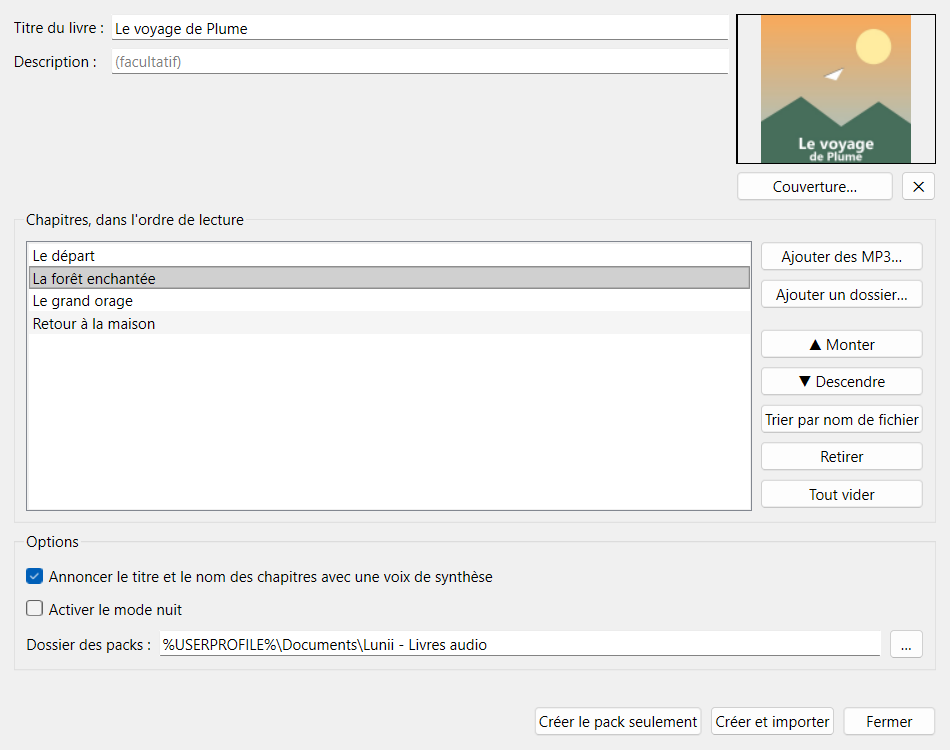 Titre du livre : Le voyage de Plume
Description : (facultatif)
Le voyage
de Plume
Couverture...
Chapitres, dans l'ordre de lecture
Le départ
La forêt enchantée
Le grand orage
Retour à la maison
Ajouter des MP3...
Ajouter un dossier...
▲ Monter
▼ Descendre
Trier par nom de fichier
Retirer
Tout vider
Options
Annoncer le titre et le nom des chapitres avec une voix de synthèse
Activer le mode nuit
Dossier des packs : %USERPROFILE%\Documents\Lunii - Livres audio ...
Créer le pack seulement Créer et importer Fermer